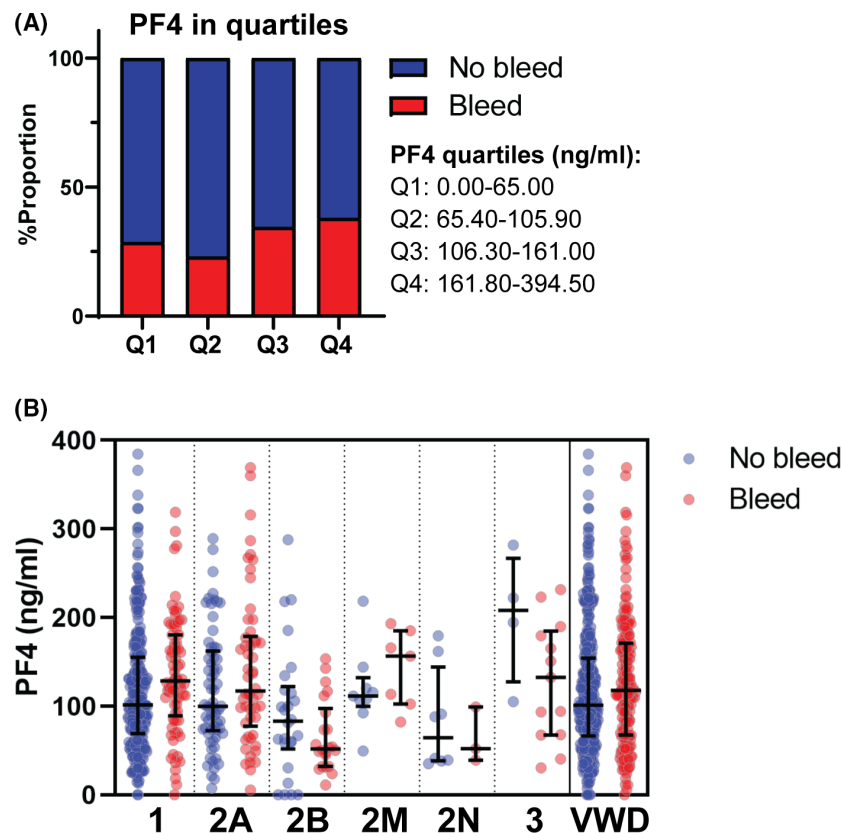 (A)
PF4 in quartiles
%Proportion
100
50
0
Q1 Q2 Q3 Q4
No bleed
Bleed
PF4 quartiles (ng/ml):
Q1: 0.00-65.00
Q2: 65.40-105.90
Q3: 106.30-161.00
Q4: 161.80-394.50
(B)
PF4 (ng/ml)
400
300
200
100
0
1 2A 2B 2M 2N 3 VWD
No bleed
Bleed